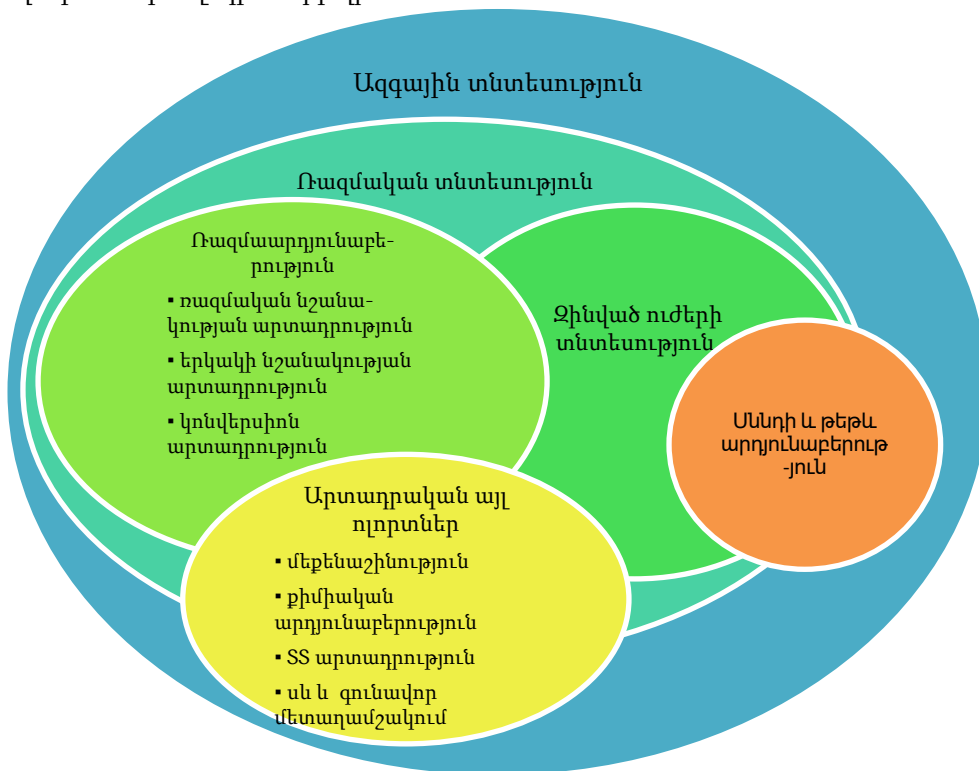 Ազգային տնտեսություն
Ռազմական տնտեսություն
Ռազմաարդյունաբե-
րություն
▪ ռազմական նշանա-
կության արտադրություն
▪ երկակի նշանակության
արտադրություն
▪ կոնվերսիոն
արտադրություն
Զինված ուժերի
տնտեսություն
Սննդի և թեթև
արդյունաբերութ
-յուն
Արտադրական այլ
ոլորտներ
▪ մեքենաշինություն
▪ քիմիական
արդյունաբերություն
▪ ՏՏ արտադրություն
▪ սև և գունավոր
մետաղամշակում